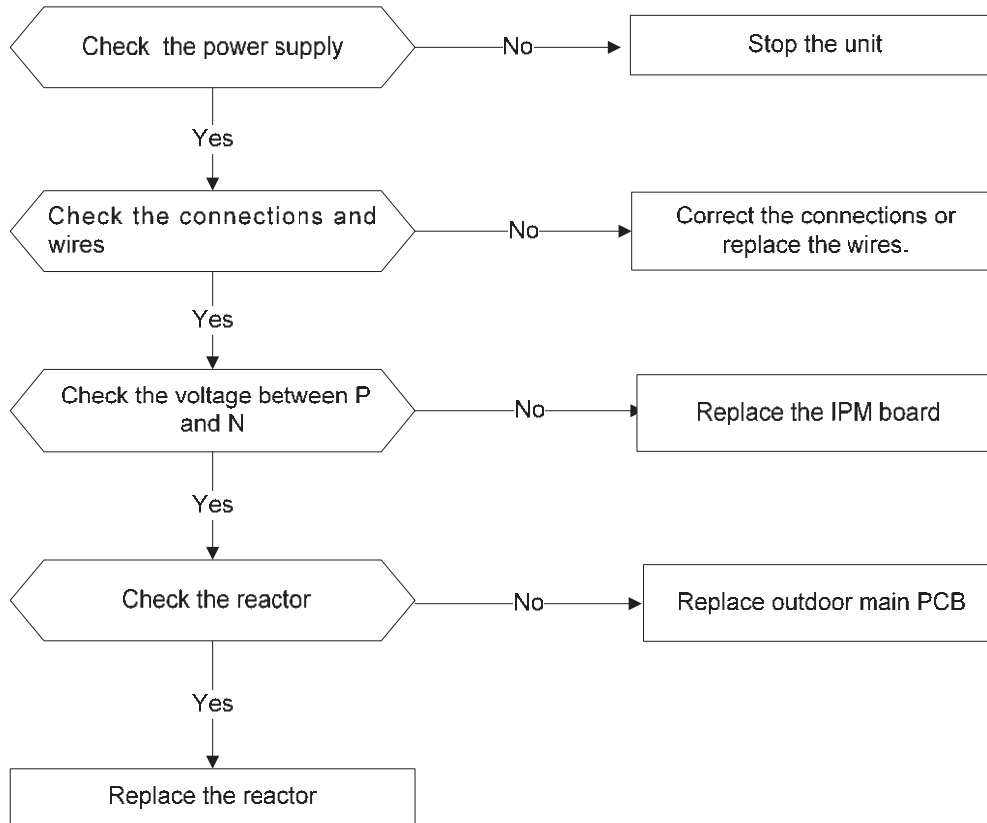 Check the power supply
No
Stop the unit
Yes
Check the connections and
wires
No
Correct the connections or
replace the wires.
Yes
Check the voltage between P
and N
No
Replace the IPM board
Yes
Check the reactor
No
Replace outdoor main PCB
Yes
Replace the reactor